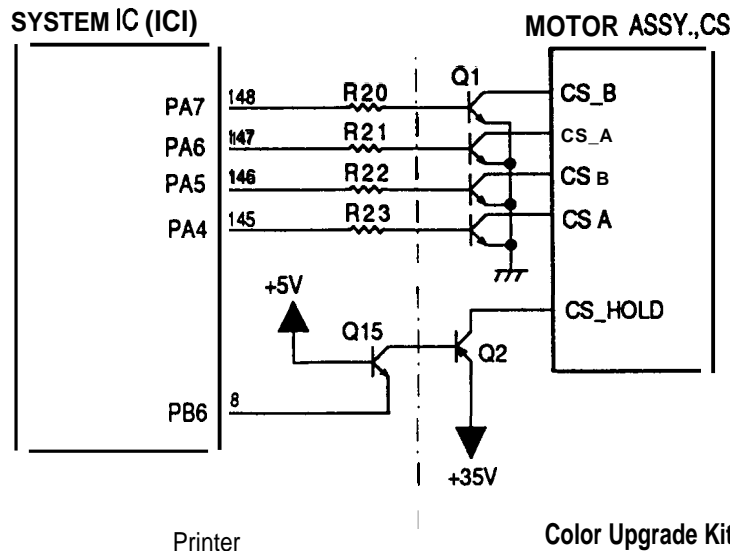 SYSTEM IC (ICI)
MOTOR ASSY.,CS
PA7 148 R20 Q1 CS_B
PA6 147 R21 CS_A
PA5 146 R22 CS B
PA4 145 R23 CS A
+5V
CS_HOLD
Q15
Q2
PB6 8
+35V
Printer
Color Upgrade Kit